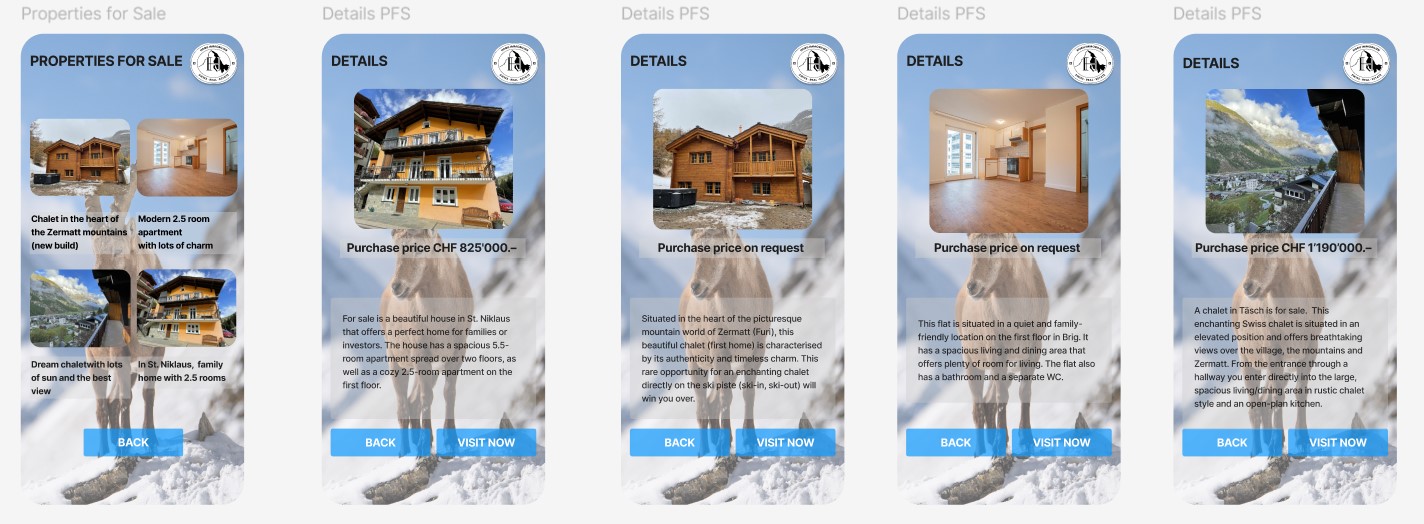 Properties for Sale
PROPERTIES FOR SALE
Chalet in the heart of
the Zermatt mountains
(new build)
Modern 2.5 room
apartment
with lots of charm
Dream chaletwith lots
of sun and the best
view
In St. Niklaus, family
home with 2.5 rooms
BACK
Details PFS
DETAILS
Purchase price CHF 825'000.–
For sale is a beautiful house in St. Niklaus
that offers a perfect home for families or
investors. The house has a spacious 5.5-
room apartment spread over two floors, as
well as a cozy 2.5-room apartment on the
first floor.
BACK
VISIT NOW
Details PFS
DETAILS
Purchase price on request
Situated in the heart of the picturesque
mountain world of Zermatt (Furi), this
beautiful chalet (first home) is characterised
by its authenticity and timeless charm. This
rare opportunity for an enchanting chalet
directly on the ski piste (ski-in, ski-out) will
win you over.
BACK
VISIT NOW
Details PFS
DETAILS
Purchase price on request
This flat is situated in a quiet and family-
friendly location on the first floor in Brig. It
has a spacious living and dining area that
offers plenty of room for living. The flat also
has a bathroom and a separate WC.
BACK
VISIT NOW
Details PFS
DETAILS
Purchase price CHF 1'190'000.–
A chalet in Täsch is for sale. This
enchanting Swiss chalet is situated in an
elevated position and offers breathtaking
views over the village, the mountains and
Zermatt. From the entrance through a
hallway you enter directly into the large,
spacious living/dining area in rustic chalet
style and an open-plan kitchen.
BACK
VISIT NOW